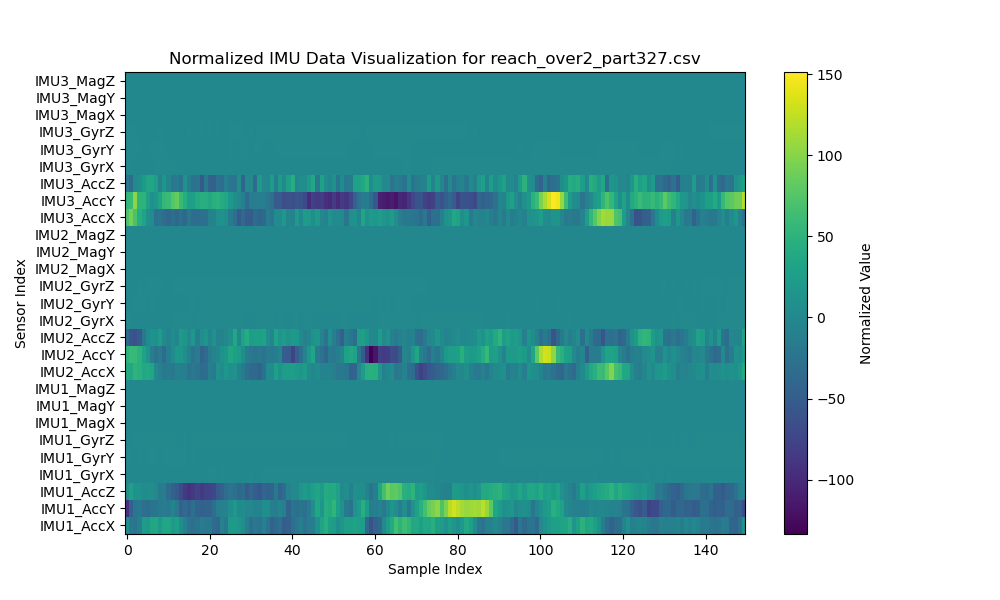 Normalized IMU Data Visualization for reach_over2_part327.csv
IMU3_MagZ
IMU3_MagY
IMU3_MagX
IMU3_GyrZ
IMU3_GyrY
IMU3_GyrX
IMU3_AccZ
IMU3_AccY
IMU3_AccX
IMU2_MagZ
IMU2_MagY
IMU2_MagX
IMU2_GyrZ
IMU2_GyrY
IMU2_GyrX
IMU2_AccZ
IMU2_AccY
IMU2_AccX
IMU1_MagZ
IMU1_MagY
IMU1_MagX
IMU1_GyrZ
IMU1_GyrY
IMU1_GyrX
IMU1_AccZ
IMU1_AccY
IMU1_AccX
Sensor Index
0 20 40 60 80 100 120 140
Sample Index
150
100
50
0
−50
−100
Normalized Value